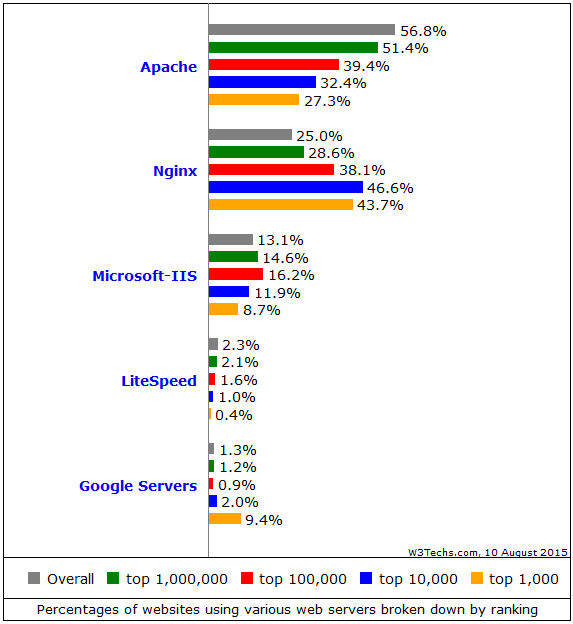 56.8%
51.4%
Apache 39.4%
32.4%
27.3%
25.0%
28.6%
Nginx 38.1%
46.6%
43.7%
13.1%
14.6%
Microsoft-IIS 16.2%
11.9%
8.7%
2.3%
2.1%
LiteSpeed 1.6%
1.0%
0.4%
1.3%
1.2%
Google Servers 0.9%
2.0%
9.4%
W3Techs.com, 10 August 2015
Overall top 1,000,000 top 100,000 top 10,000 top 1,000
Percentages of websites using various web servers broken down by ranking